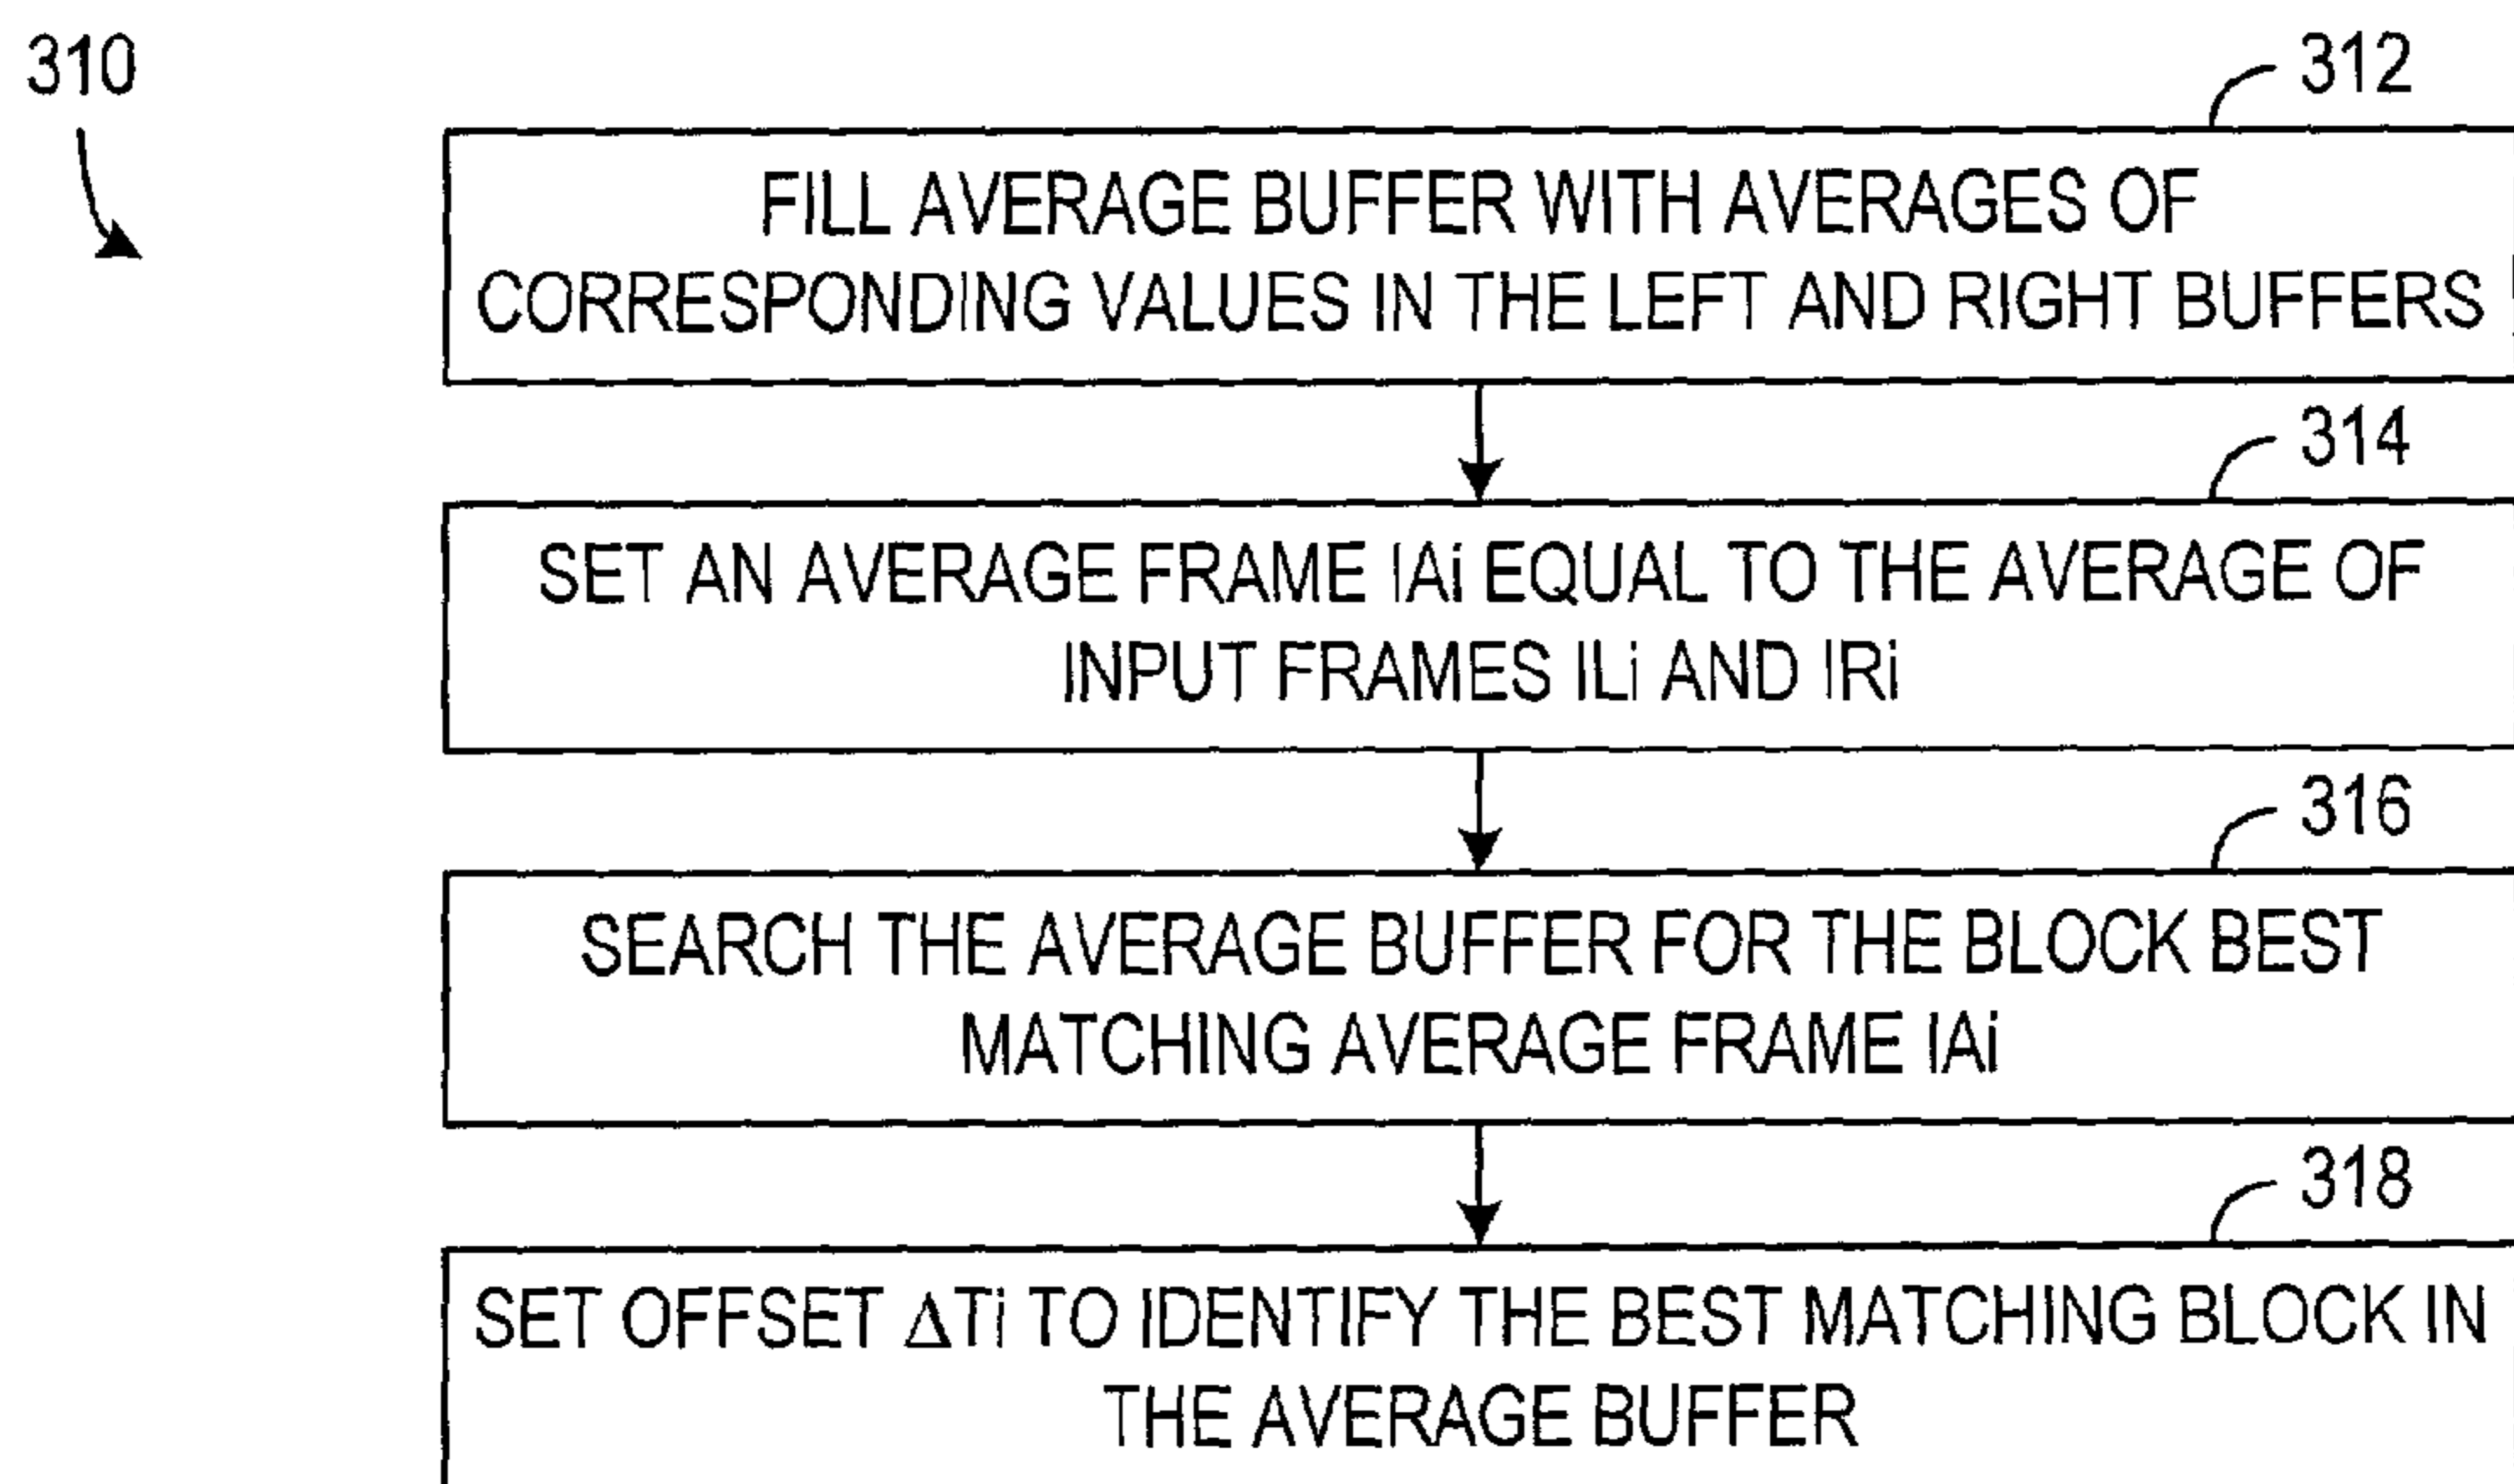 310
312
FILL AVERAGE BUFFER WITH AVERAGES OF
CORRESPONDING VALUES IN THE LEFT AND RIGHT BUFFERS
314
SET AN AVERAGE FRAME IAi EQUAL TO THE AVERAGE OF
INPUT FRAMES ILi AND IRi
316
SEARCH THE AVERAGE BUFFER FOR THE BLOCK BEST
MATCHING AVERAGE FRAME IAi
318
SET OFFSET ΔTi TO IDENTIFY THE BEST MATCHING BLOCK IN
THE AVERAGE BUFFER